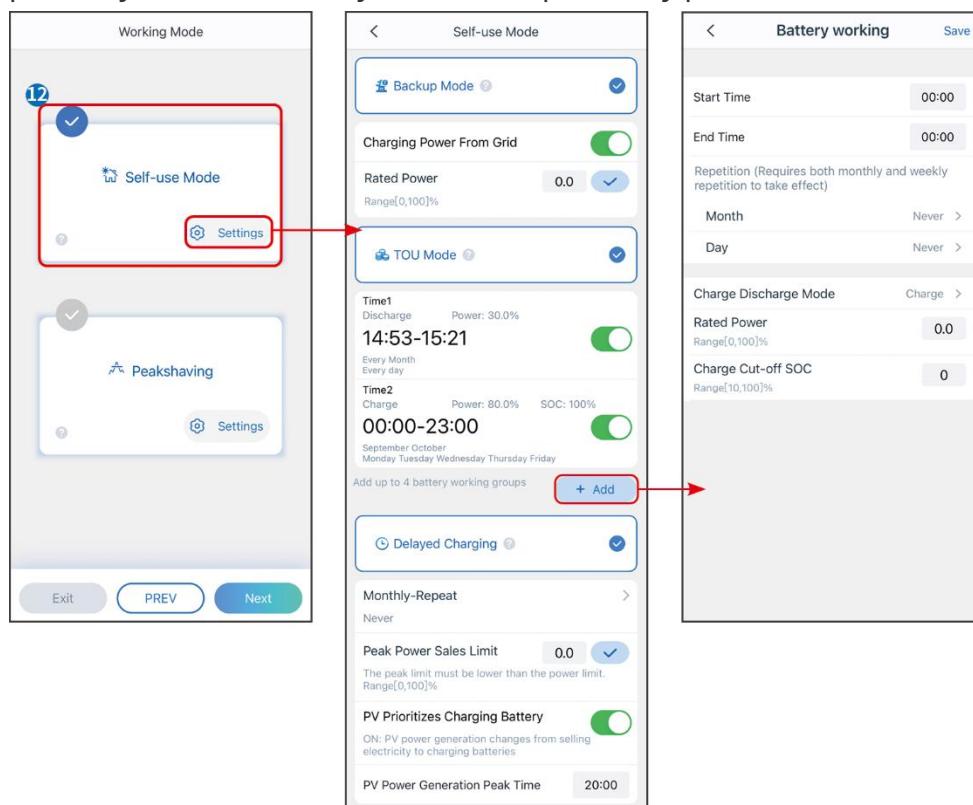 Working Mode
12
Self-use Mode
Settings
Peakshaving
Settings
Exit
PREV
Next
Self-use Mode
Backup Mode
Charging Power From Grid
Rated Power
0.0
Range[0,100]%
TOU Mode
Time1
Discharge Power: 30.0%
14:53-15:21
Every Month
Every day
Time2
Charge Power: 80.0% SOC: 100%
00:00-23:00
September October
Monday Tuesday Wednesday Thursday Friday
Add up to 4 battery working groups
+ Add
Delayed Charging
Monthly-Repeat
Never
Peak Power Sales Limit
0.0
The peak limit must be lower than the power limit.
Range[0,100]%
PV Prioritizes Charging Battery
ON: PV power generation changes from selling
electricity to charging batteries
PV Power Generation Peak Time 20:00
Battery working Save
Start Time 00:00
End Time 00:00
Repetition (Requires both monthly and weekly
repetition to take effect)
Month Never >
Day Never >
Charge Discharge Mode Charge >
Rated Power
0.0
Range[0,100]%
Charge Cut-off SOC
0
Range[10,100]%